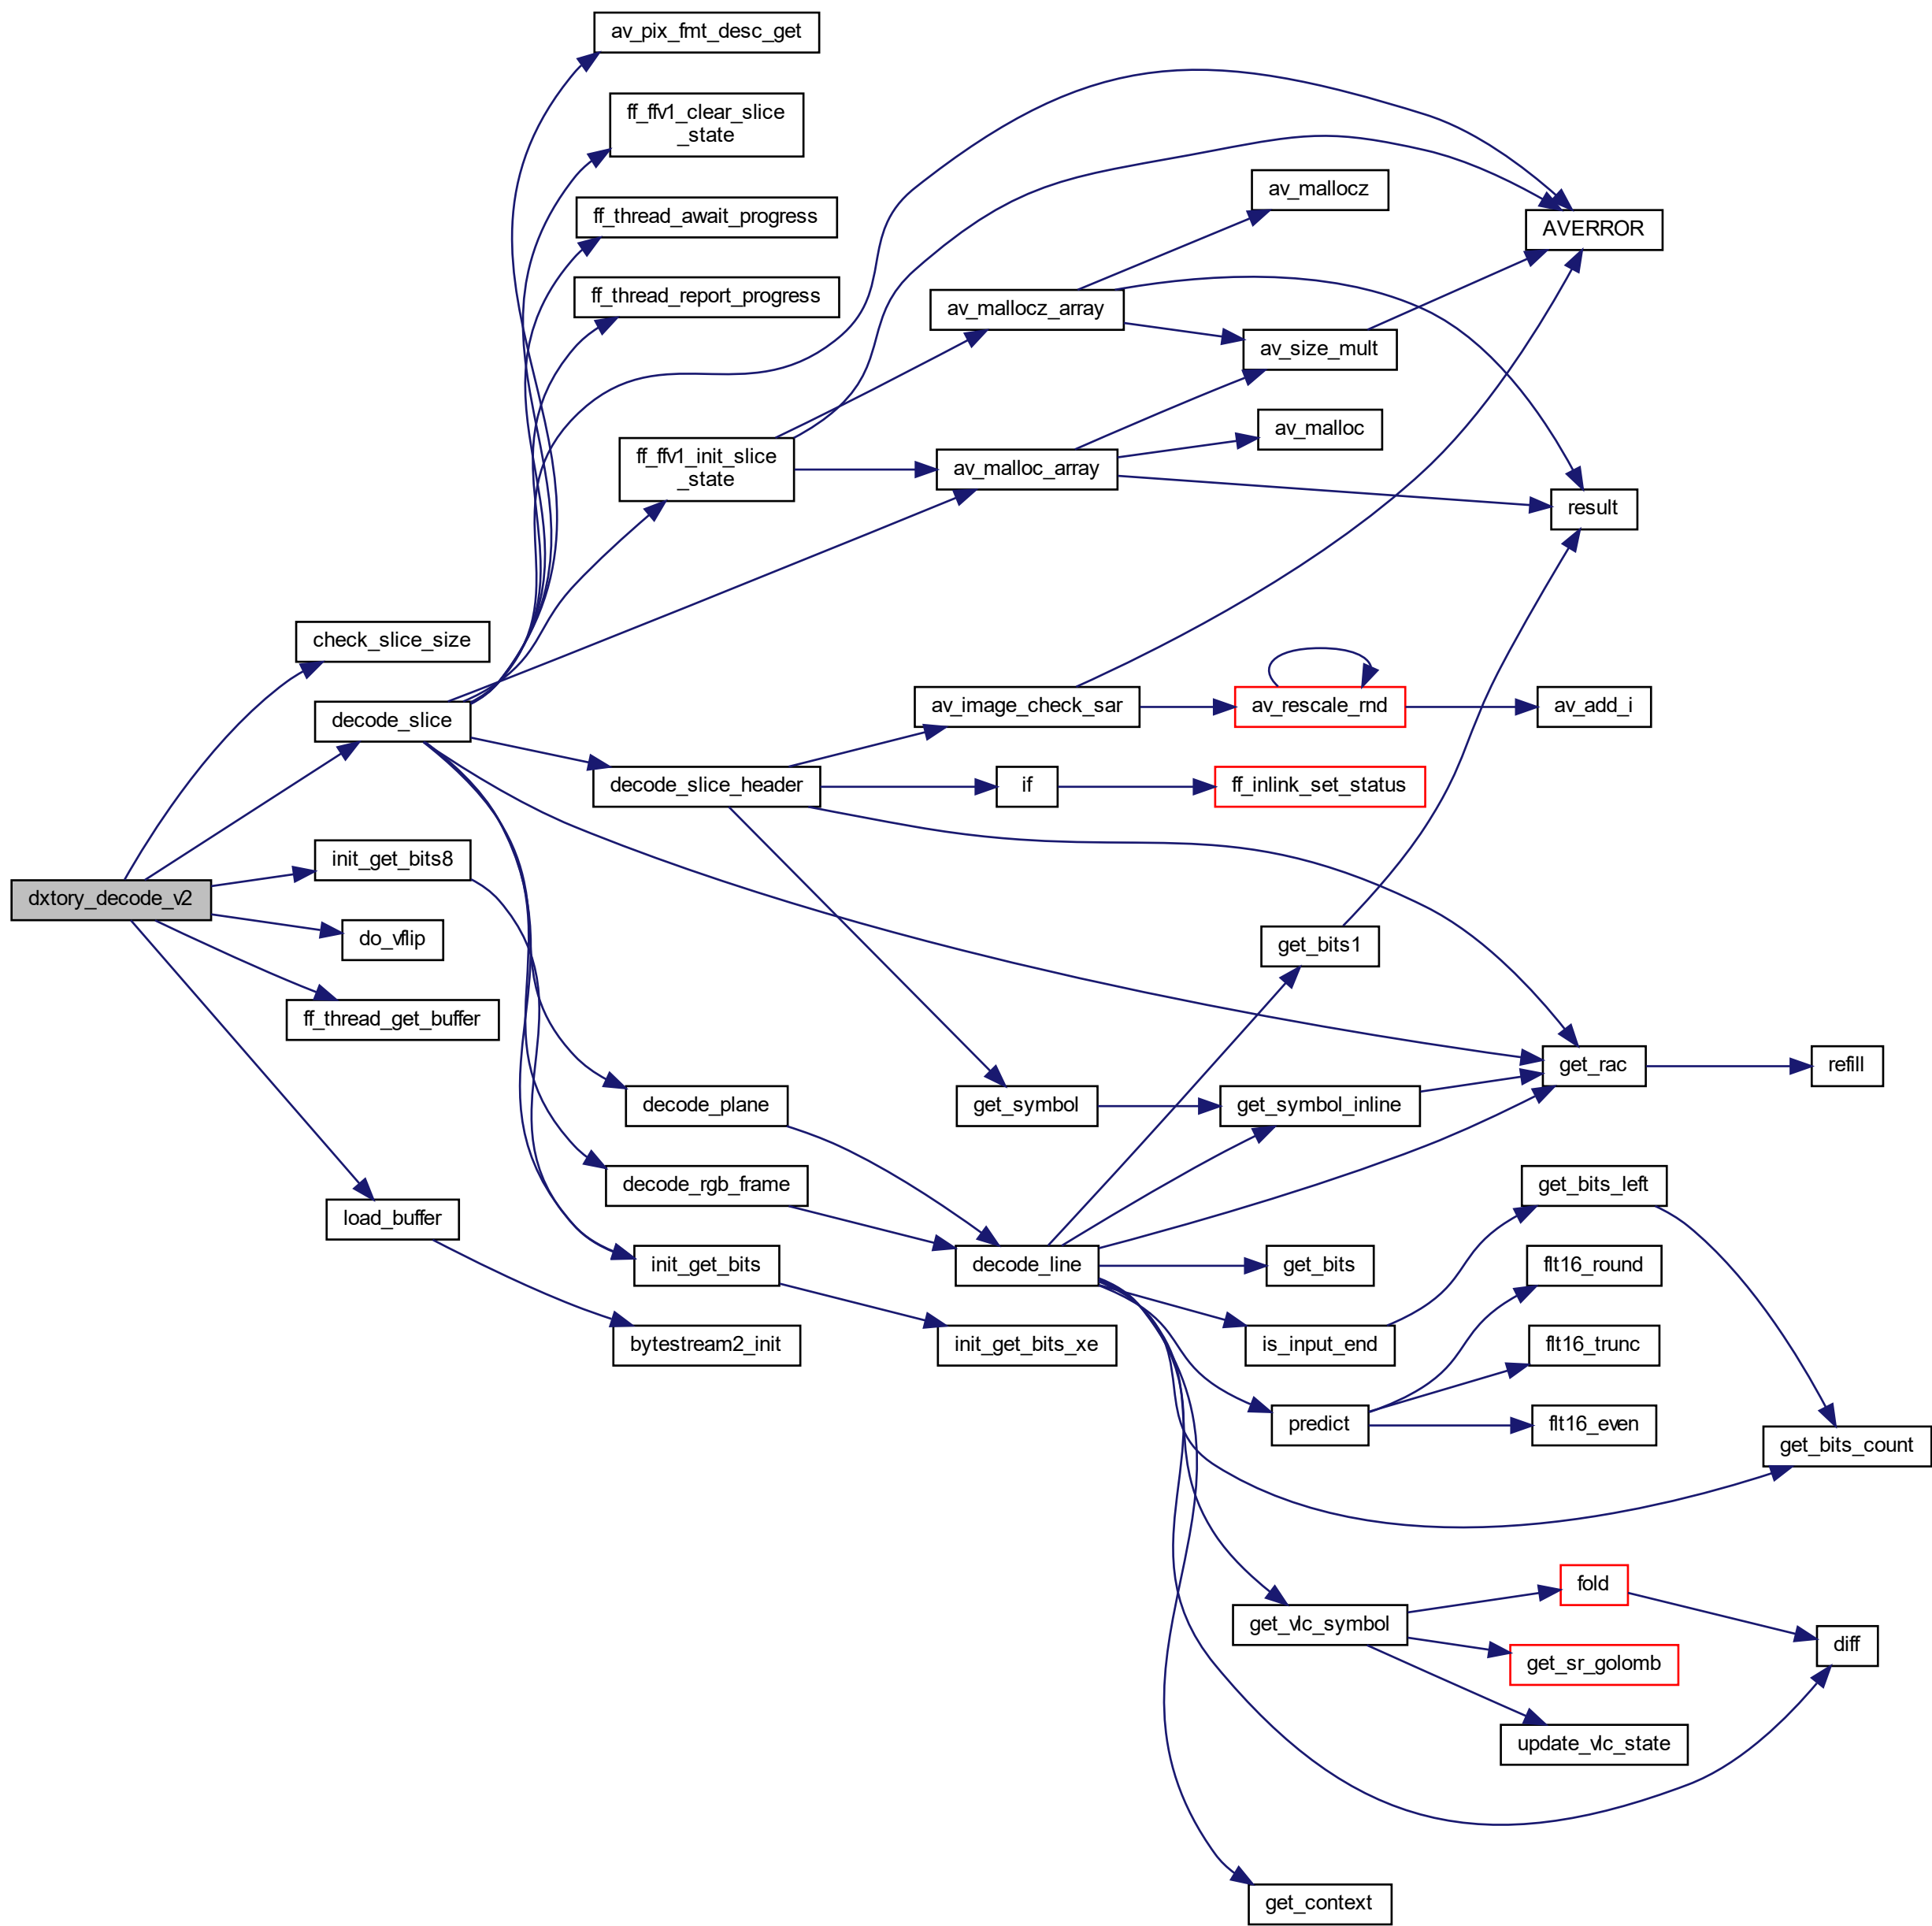 av_pix_fmt_desc_get
ff_ffv1_clear_slice
_state
ff_thread_await_progress
ff_thread_report_progress
av_mallocz
AVERROR
av_mallocz_array
av_size_mult
av_malloc
ff_ffv1_init_slice
_state
av_malloc_array
result
check_slice_size
decode_slice
av_image_check_sar
av_rescale_rnd
av_add_i
decode_slice_header
if
ff_inlink_set_status
init_get_bits8
dxtory_decode_v2
do_vflip
get_bits1
ff_thread_get_buffer
get_rac
refill
decode_plane
get_symbol
get_symbol_inline
decode_rgb_frame
get_bits_left
load_buffer
init_get_bits
decode_line
get_bits
flt16_round
bytestream2_init
init_get_bits_xe
is_input_end
flt16_trunc
predict
flt16_even
get_bits_count
fold
get_vlc_symbol
diff
get_sr_golomb
update_vlc_state
get_context